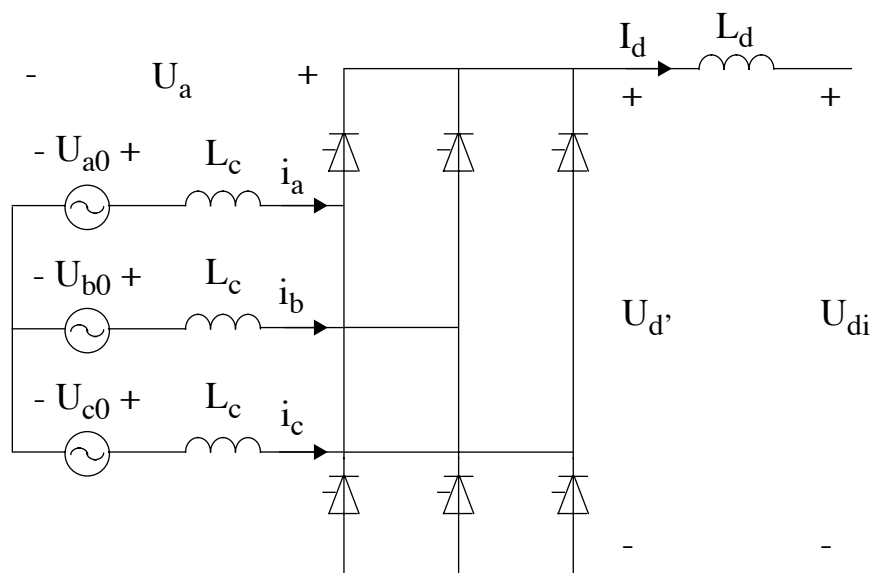 I_d L_d
- U_a + + +
- U_a0 + L_c i_a
- U_b0 + L_c i_b
U_d' U_di
- U_c0 + L_c i_c
- -